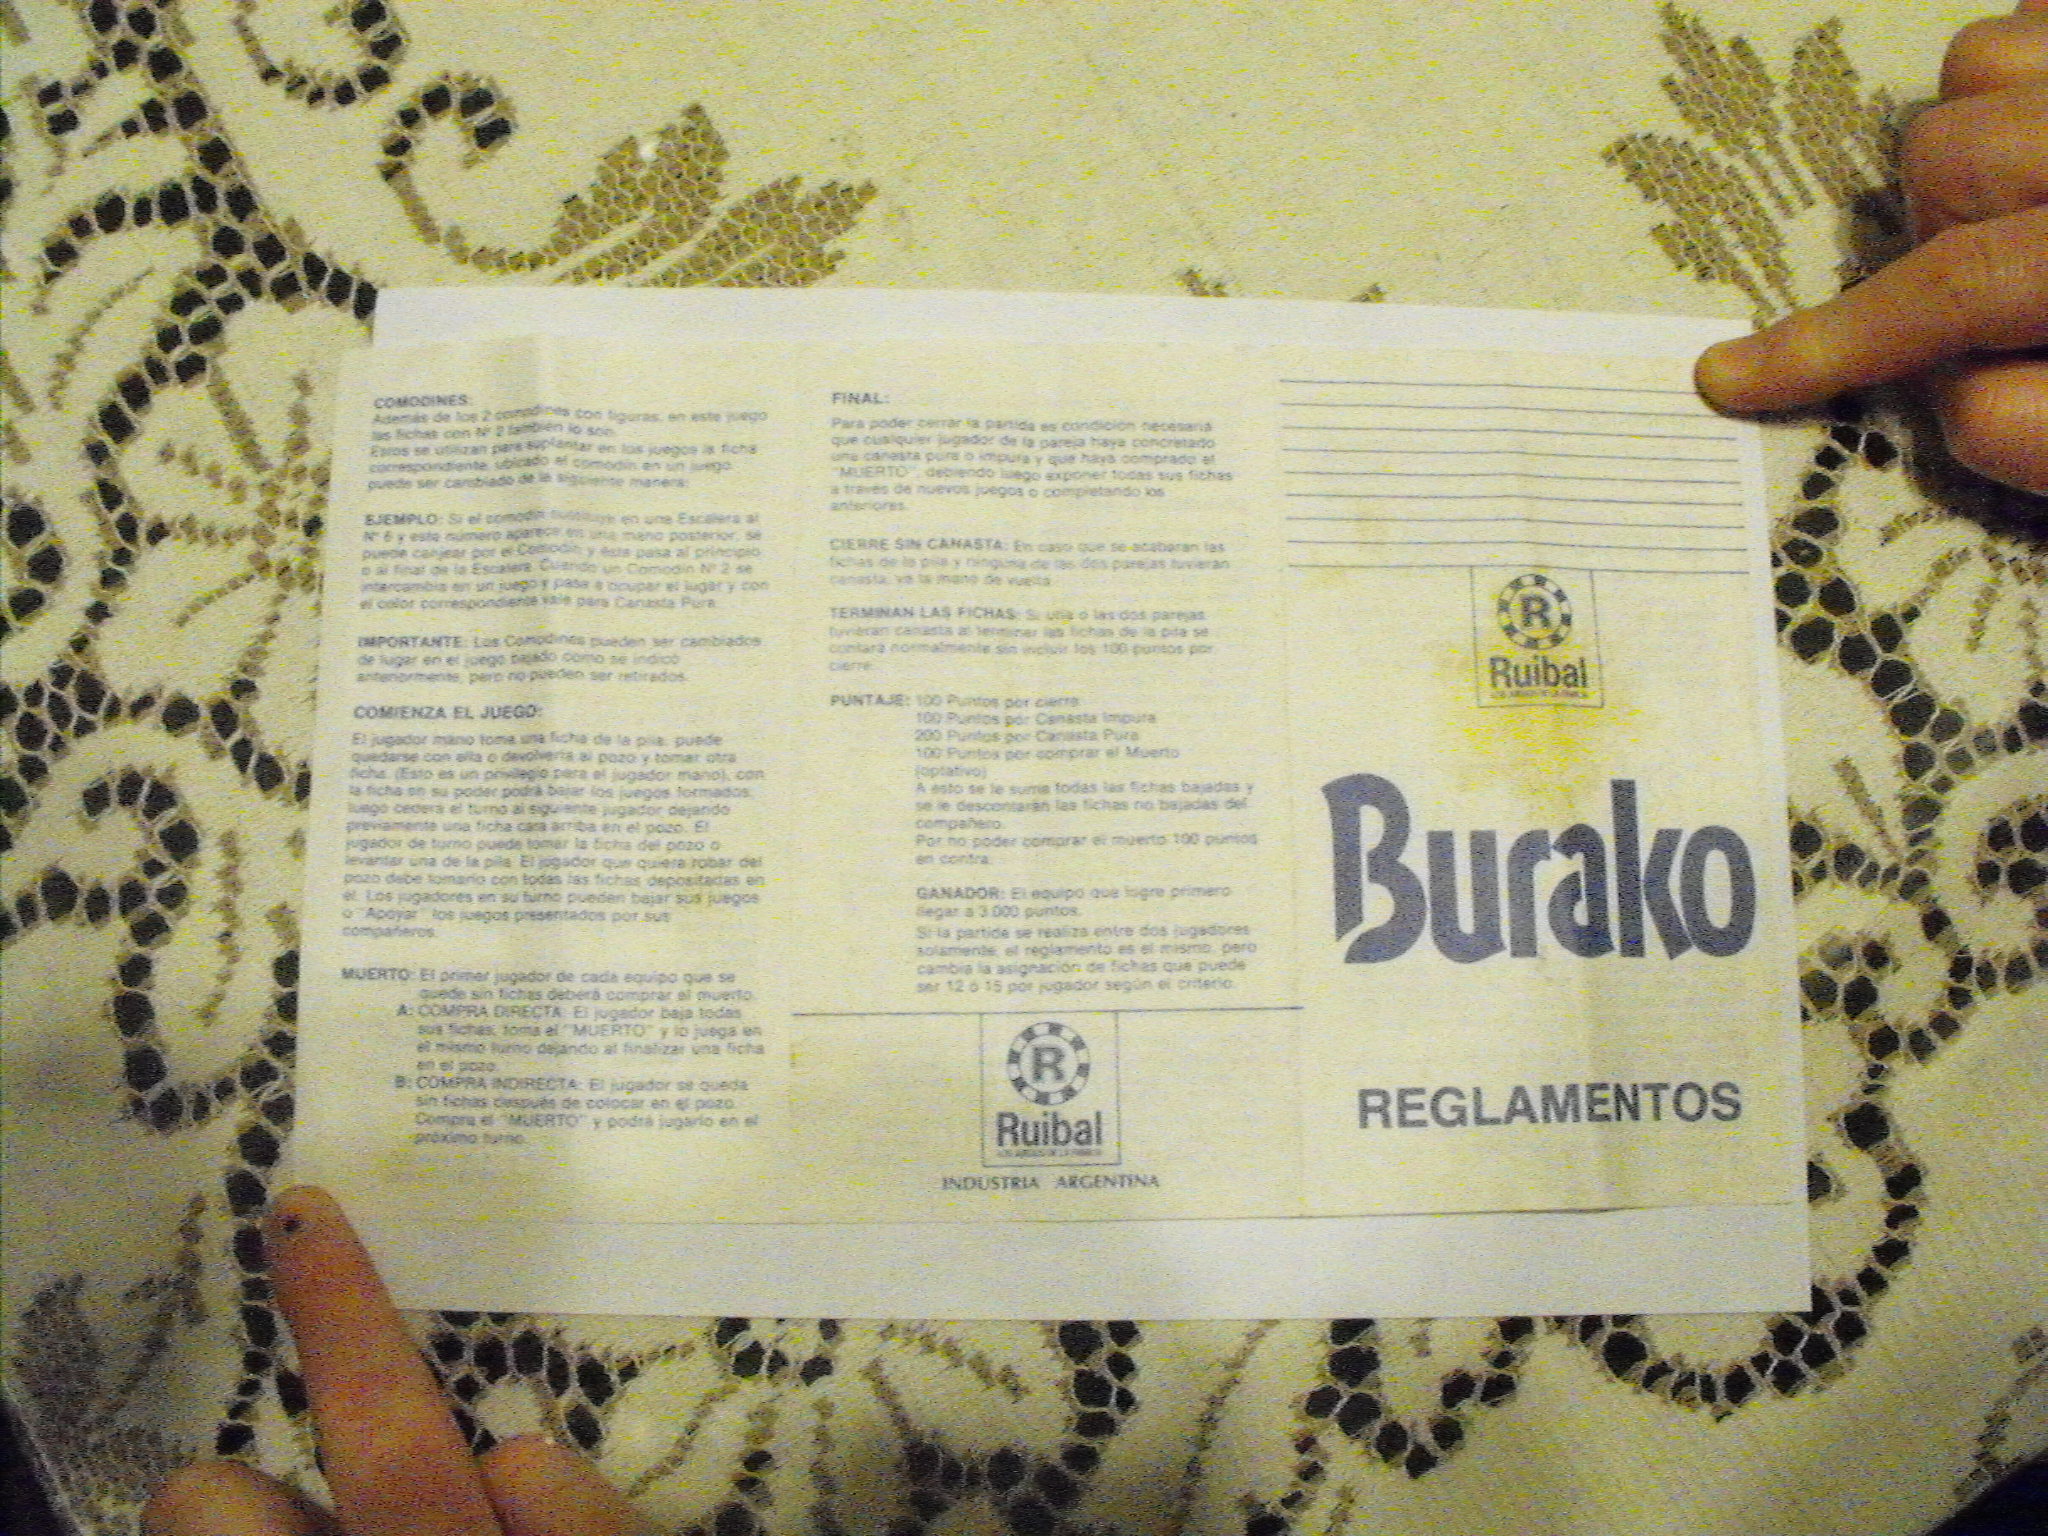 COMODINES:
Además de los 2 comodines con figuras, en este juego
las fichas con Nº 2 también lo son.
Estos se utilizan para suplantar en los juegos la ficha
correspondiente, ubicado el comodín en un juego,
puede ser cambiado de la siguiente manera:
EJEMPLO: Si el comodín sustituye en una Escalera al
Nº 6 y este número aparece en una mano posterior, se
puede canjear por el Comodín y éste pasa al principio
o al final de la Escalera. Cuando un Comodín Nº 2 se
intercambia en un juego y pasa a ocupar el lugar y con
el color correspondiente vale para Canasta Pura.
IMPORTANTE: Los Comodines pueden ser cambiados
de lugar en el juego bajado como se indicó
anteriormente, pero no pueden ser retirados.
COMIENZA EL JUEGO:
El jugador mano toma una ficha de la pila, puede
quedarse con ella o devolverla al pozo y tomar otra
ficha. (Esto es un privilegio para el jugador mano), con
la ficha en su poder podrá bajar los juegos formados,
luego cederá el turno al siguiente jugador dejando
previamente una ficha cara arriba en el pozo. El
jugador de turno puede tomar la ficha del pozo o
levantar una de la pila. El jugador que quiera robar del
pozo debe tomarlo con todas las fichas depositadas en
él. Los jugadores en su turno pueden bajar sus juegos
o "Apoyar" los juegos presentados por sus
compañeros.
MUERTO: El primer jugador de cada equipo que se
quede sin fichas deberá comprar el muerto.
A: COMPRA DIRECTA: El jugador baja todas
sus fichas, toma el "MUERTO" y lo juega en
el mismo turno dejando al finalizar una ficha
en el pozo.
B: COMPRA INDIRECTA: El jugador se queda
sin fichas después de colocar en el pozo.
Compra el "MUERTO" y podrá jugarlo en el
próximo turno.
FINAL:
Para poder cerrar la partida es condición necesaria
que cualquier jugador de la pareja haya concretado
una canasta pura o impura y que haya comprado el
"MUERTO", debiendo luego exponer todas sus fichas
a través de nuevos juegos o completando los
anteriores.
CIERRE SIN CANASTA: En caso que se acabaran las
fichas de la pila y ninguna de las dos parejas tuvieran
canasta, va la mano de vuelta.
TERMINAN LAS FICHAS: Si una o las dos parejas
tuvieran canasta al terminar las fichas de la pila se
contará normalmente sin incluir los 100 puntos por
cierre.
PUNTAJE: 100 Puntos por cierre
100 Puntos por Canasta Impura
200 Puntos por Canasta Pura
100 Puntos por comprar el Muerto
(optativo)
A esto se le suma todas las fichas bajadas y
se le descontarán las fichas no bajadas del
compañero.
Por no poder comprar el muerto 100 puntos
en contra.
GANADOR: El equipo que logre primero
llegar a 3.000 puntos.
Si la partida se realiza entre dos jugadores
solamente, el reglamento es el mismo, pero
cambia la asignación de fichas que puede
ser 12 ó 15 por jugador según el criterio.
R
Ruibal
LOS JUEGOS DE LA FAMILIA
INDUSTRIA ARGENTINA
R
Ruibal
LOS JUEGOS DE LA FAMILIA
Burako
REGLAMENTOS